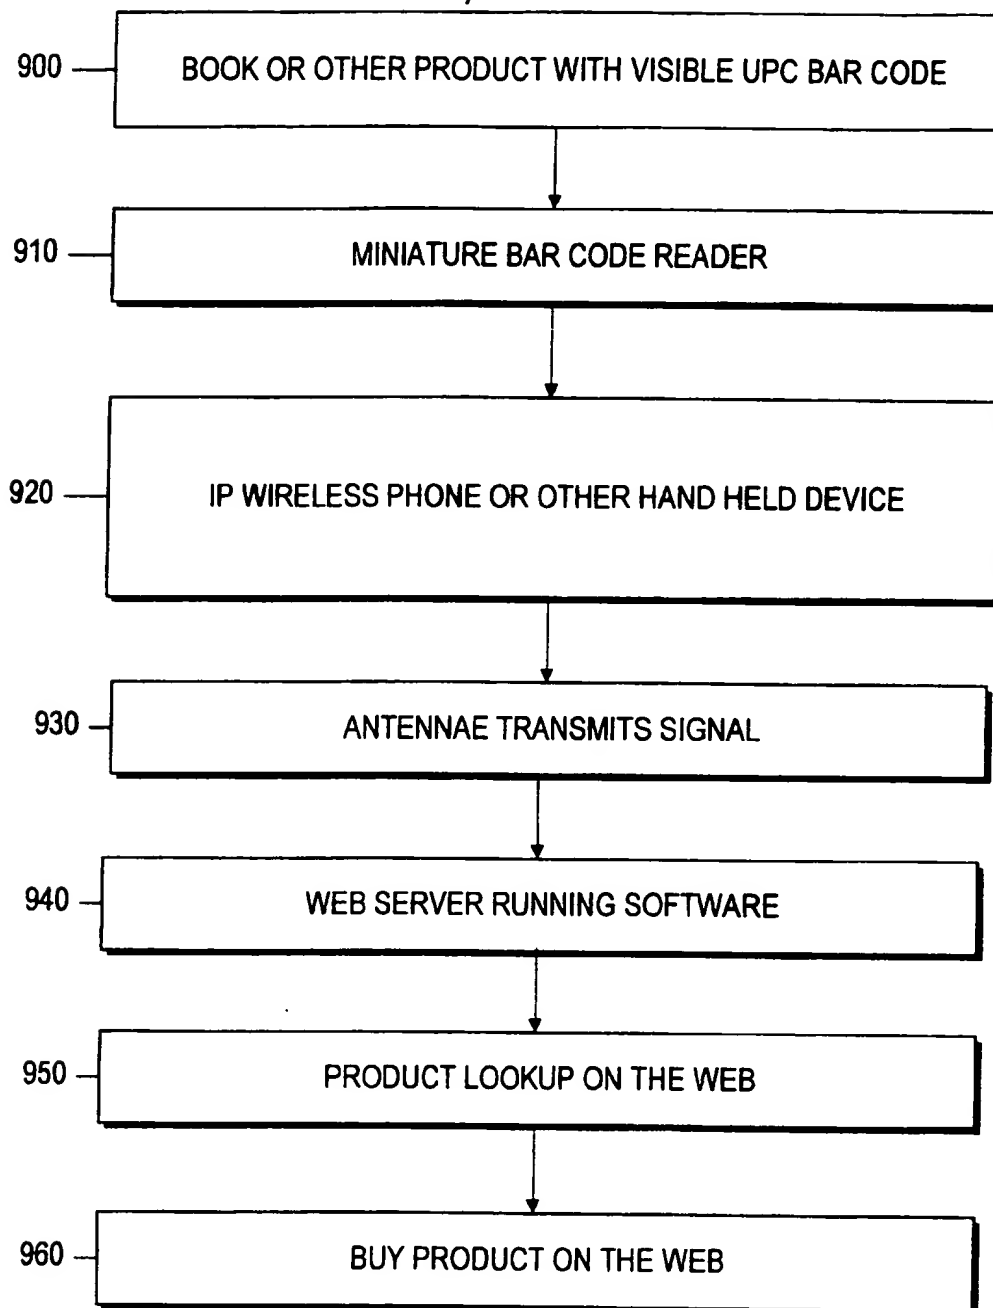 900 BOOK OR OTHER PRODUCT WITH VISIBLE UPC BAR CODE
910 MINIATURE BAR CODE READER
920 IP WIRELESS PHONE OR OTHER HAND HELD DEVICE
930 ANTENNAE TRANSMITS SIGNAL
940 WEB SERVER RUNNING SOFTWARE
950 PRODUCT LOOKUP ON THE WEB
960 BUY PRODUCT ON THE WEB